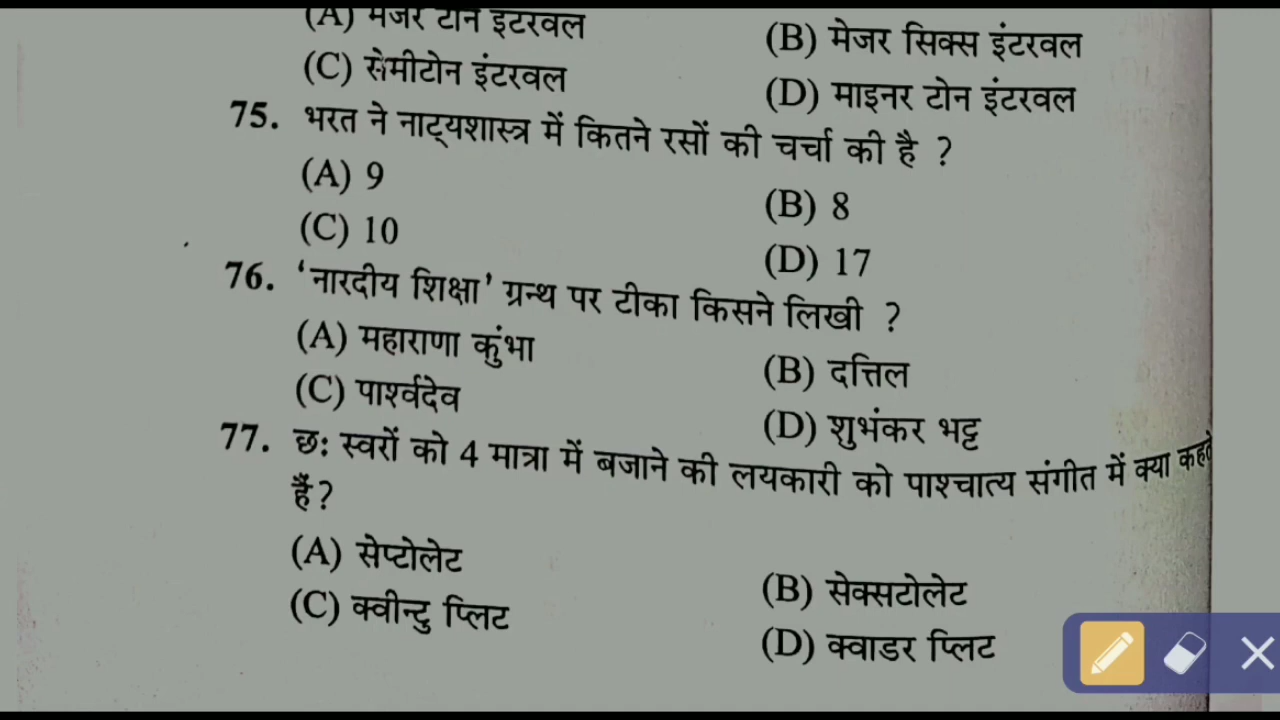 (A) मेजर टोन इंटरवल
(B) मेजर सिक्स इंटरवल
(C) सेमीटोन इंटरवल
(D) माइनर टोन इंटरवल
75. भरत ने नाट्यशास्त्र में कितने रसों की चर्चा की है ?
(A) 9
(B) 8
(C) 10
(D) 17
76. ‘नारदीय शिक्षा’ ग्रन्थ पर टीका किसने लिखी ?
(A) महाराणा कुंभा
(B) दत्तिल
(C) पार्श्वदेव
(D) शुभंकर भट्ट
77. छः स्वरों को 4 मात्रा में बजाने की लयकारी को पाश्चात्य संगीत में क्या कहते
हैं ?
(A) सेप्टोलेट
(B) सेक्सटोलेट
(C) क्वीन्टु प्लिट
(D) क्वाडर प्लिट